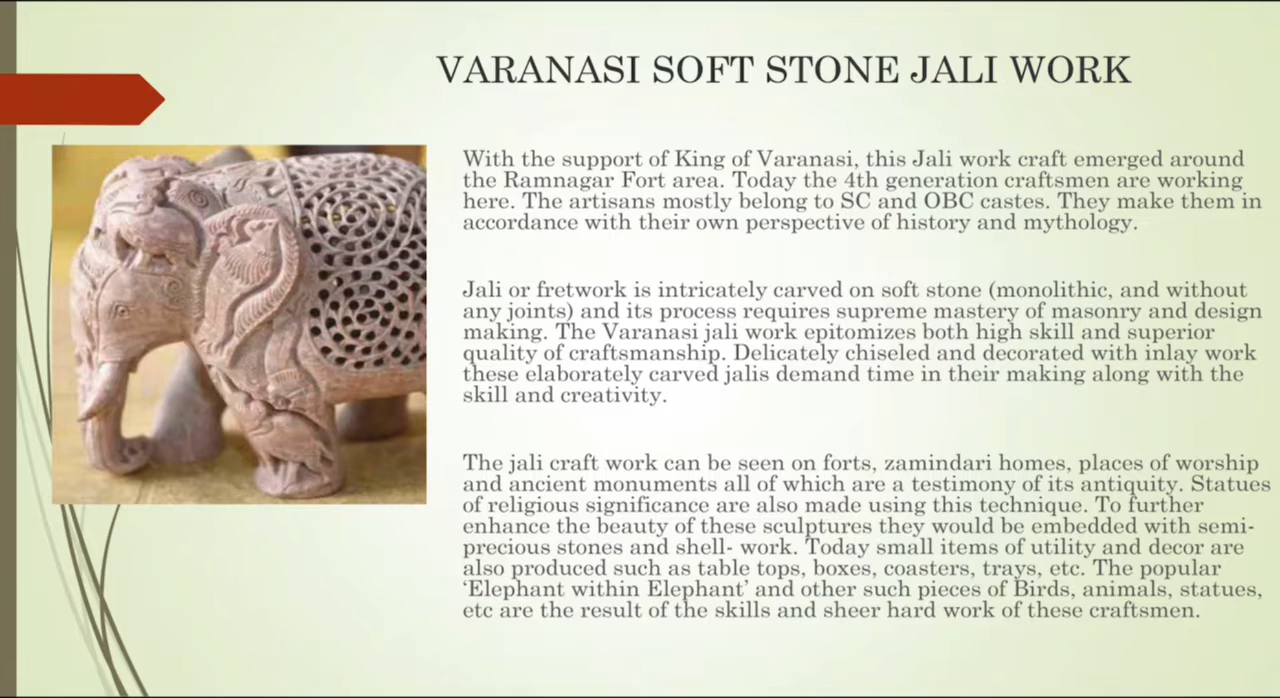 VARANASI SOFT STONE JALI WORK
With the support of King of Varanasi, this Jali work craft emerged around
the Ramnagar Fort area. Today the 4th generation craftsmen are working
here. The artisans mostly belong to SC and OBC castes. They make them in
accordance with their own perspective of history and mythology.
Jali or fretwork is intricately carved on soft stone (monolithic, and without
any joints) and its process requires supreme mastery of masonry and design
making. The Varanasi jali work epitomizes both high skill and superior
quality of craftsmanship. Delicately chiseled and decorated with inlay work
these elaborately carved jalis demand time in their making along with the
skill and creativity.
The jali craft work can be seen on forts, zamindari homes, places of worship
and ancient monuments all of which are a testimony of its antiquity. Statues
of religious significance are also made using this technique. To further
enhance the beauty of these sculptures they would be embedded with semi-
precious stones and shell- work. Today small items of utility and decor are
also produced such as table tops, boxes, coasters, trays, etc. The popular
‘Elephant within Elephant’ and other such pieces of Birds, animals, statues,
etc are the result of the skills and sheer hard work of these craftsmen.